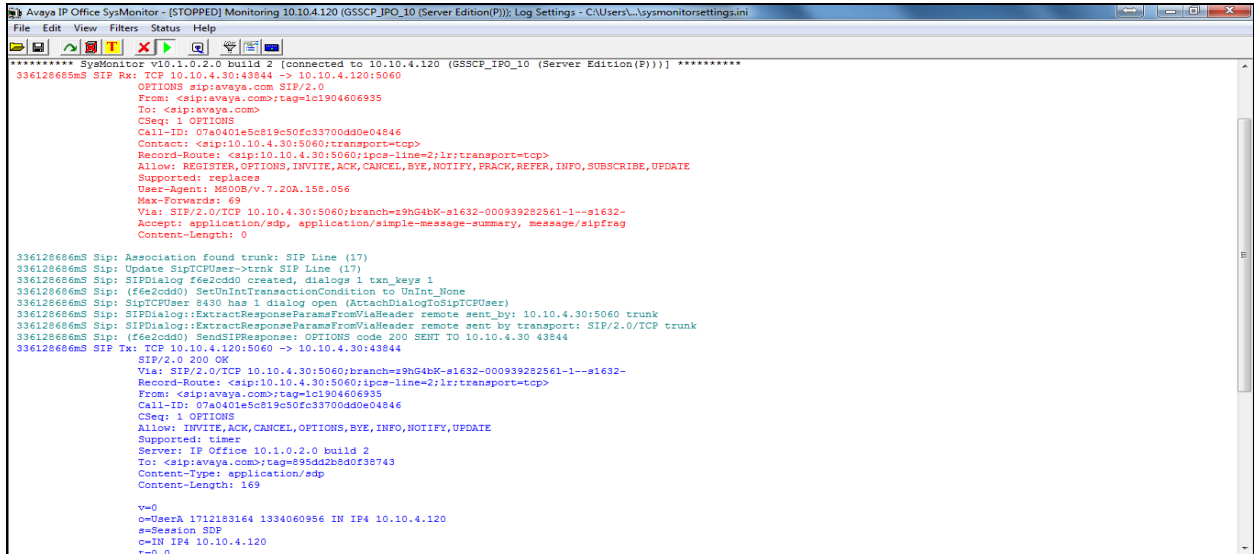 Avaya IP Office SysMonitor - [STOPPED] Monitoring 10.10.4.120 (GSSCP_IPO_10 (Server Edition(P))); Log Settings - C:\Users\...\sysmonitorsettings.ini
File Edit View Filters Status Help
T
********** SysMonitor v10.1.0.2.0 build 2 [connected to 10.10.4.120 (GSSCP_IPO_10 (Server Edition(P)))] **********
336128685mS SIP Rx: TCP 10.10.4.30:43844 -> 10.10.4.120:5060
OPTIONS sip:avaya.com SIP/2.0
From: <sip:avaya.com>;tag=1c1904606935
To: <sip:avaya.com>
CSeq: 1 OPTIONS
Call-ID: 07a0401e5c819c50fc33700dd0e04846
Contact: <sip:10.10.4.30:5060;transport=tcp>
Record-Route: <sip:10.10.4.30:5060;ipos-line=2;lr;transport=tcp>
Allow: REGISTER,OPTIONS,INVITE,ACK,CANCEL,BYE,NOTIFY,PRACK,REFER,INFO,SUBSCRIBE,UPDATE
Supported: replaces
User-Agent: M800B/v.7.20A.158.056
Max-Forwards: 69
Via: SIP/2.0/TCP 10.10.4.30:5060;branch=z9hG4bK-s1632-000939282561-1--s1632-
Accept: application/sdp, application/simple-message-summary, message/sipfrag
Content-Length: 0
336128686mS Sip: Association found trunk: SIP Line (17)
336128686mS Sip: Update SipTCPUser->trnk SIP Line (17)
336128686mS Sip: SIPDialog f6e2cdd0 created, dialogs 1 txn_keys 1
336128686mS Sip: (f6e2cdd0) SetUnIntTransactionCondition to UnInt_None
336128686mS Sip: SipTCPUser 8430 has 1 dialog open (AttachDialogToSipTCPUser)
336128686mS Sip: SIPDialog::ExtractResponseParamsFromViaHeader remote sent_by: 10.10.4.30:5060 trunk
336128686mS Sip: SIPDialog::ExtractResponseParamsFromViaHeader remote sent by transport: SIP/2.0/TCP trunk
336128686mS Sip: (f6e2cdd0) SendSIPResponse: OPTIONS code 200 SENT TO 10.10.4.30 43844
336128686mS SIP Tx: TCP 10.10.4.120:5060 -> 10.10.4.30:43844
SIP/2.0 200 OK
Via: SIP/2.0/TCP 10.10.4.30:5060;branch=z9hG4bK-s1632-000939282561-1--s1632-
Record-Route: <sip:10.10.4.30:5060;ipos-line=2;lr;transport=tcp>
From: <sip:avaya.com>;tag=1c1904606935
Call-ID: 07a0401e5c819c50fc33700dd0e04846
CSeq: 1 OPTIONS
Allow: INVITE,ACK,CANCEL,OPTIONS,BYE,INFO,NOTIFY,UPDATE
Supported: timer
Server: IP Office 10.1.0.2.0 build 2
To: <sip:avaya.com>;tag=895dd2b8d0f38743
Content-Type: application/sdp
Content-Length: 169
v=0
o=UserA 1712183164 1334060956 IN IP4 10.10.4.120
s=Session SDP
c=IN IP4 10.10.4.120
t=0 0